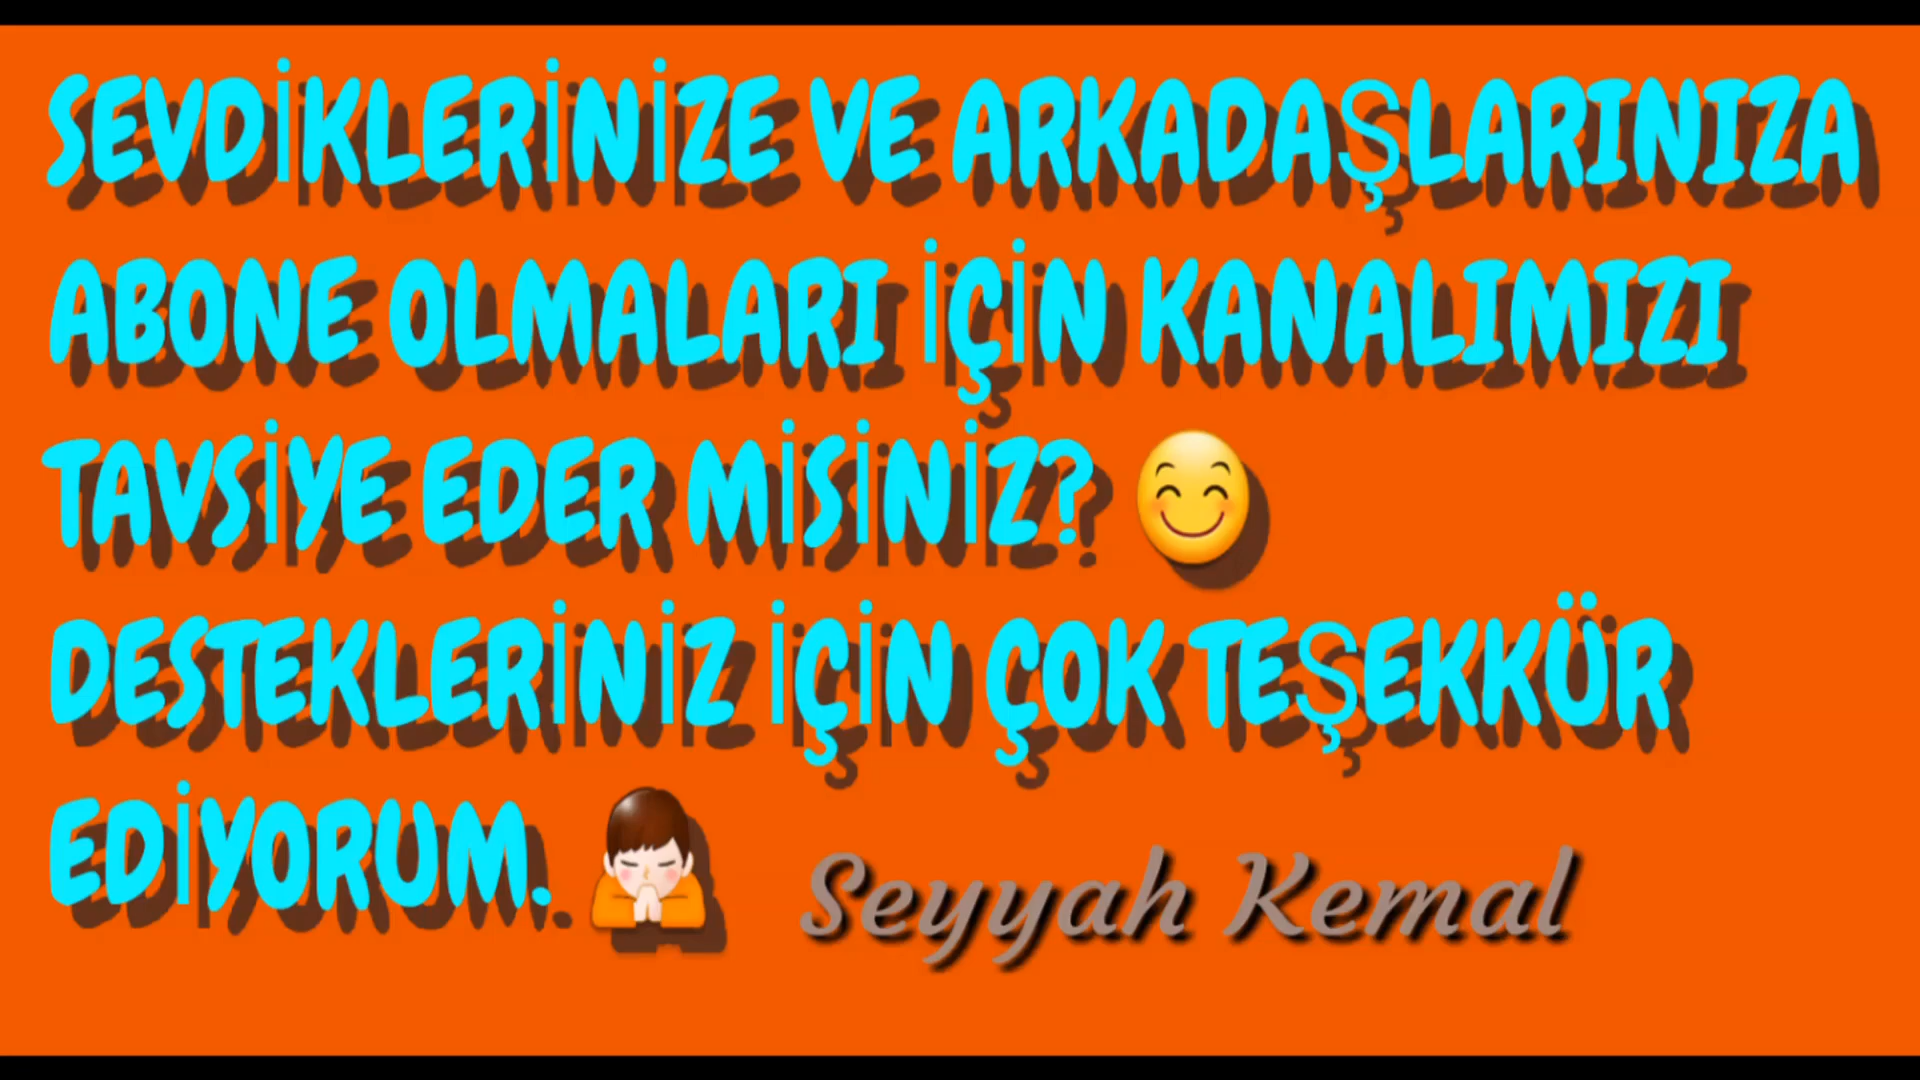 SEVDİKLERİNİZE VE ARKADAŞLARINIZA
ABONE OLMALARI İÇİN KANALIMIZI
TAVSİYE EDER MİSİNİZ? 😊
DESTEKLERİNİZ İÇİN ÇOK TEŞEKKÜR
EDİYORUM. 🙏 Seyyah Kemal